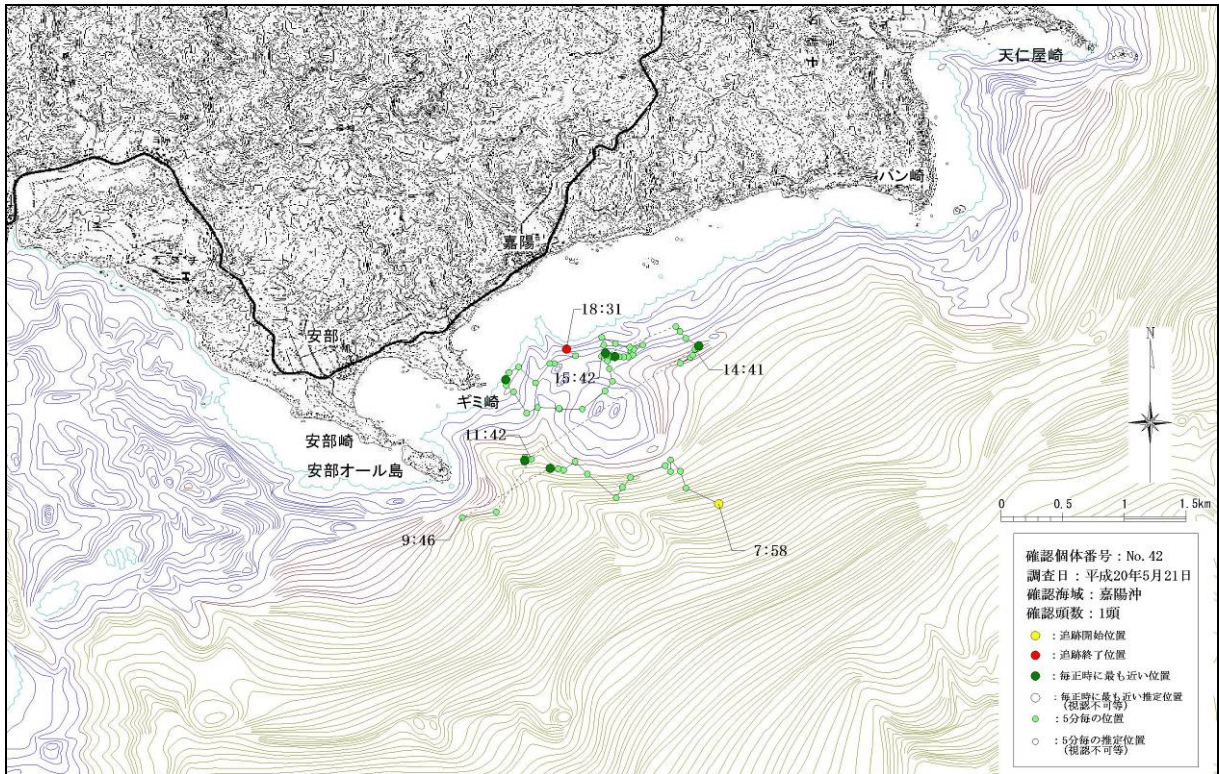 天仁屋崎
バン崎
嘉陽
18:31
安部
14:41
15:42
ギミ崎
11:42
安部崎
安部オール島
9:46
7:58
N
0 0.5 1 1.5km
確認個体番号：No. 42
調査日：平成20年5月21日
確認海域：嘉陽沖
確認頭数：1頭
：追跡開始位置
：追跡終了位置
：毎正時に最も近い位置
：毎正時に最も近い推定位置
(視認不可等)
：5分毎の位置
：5分毎の推定位置
(視認不可等)